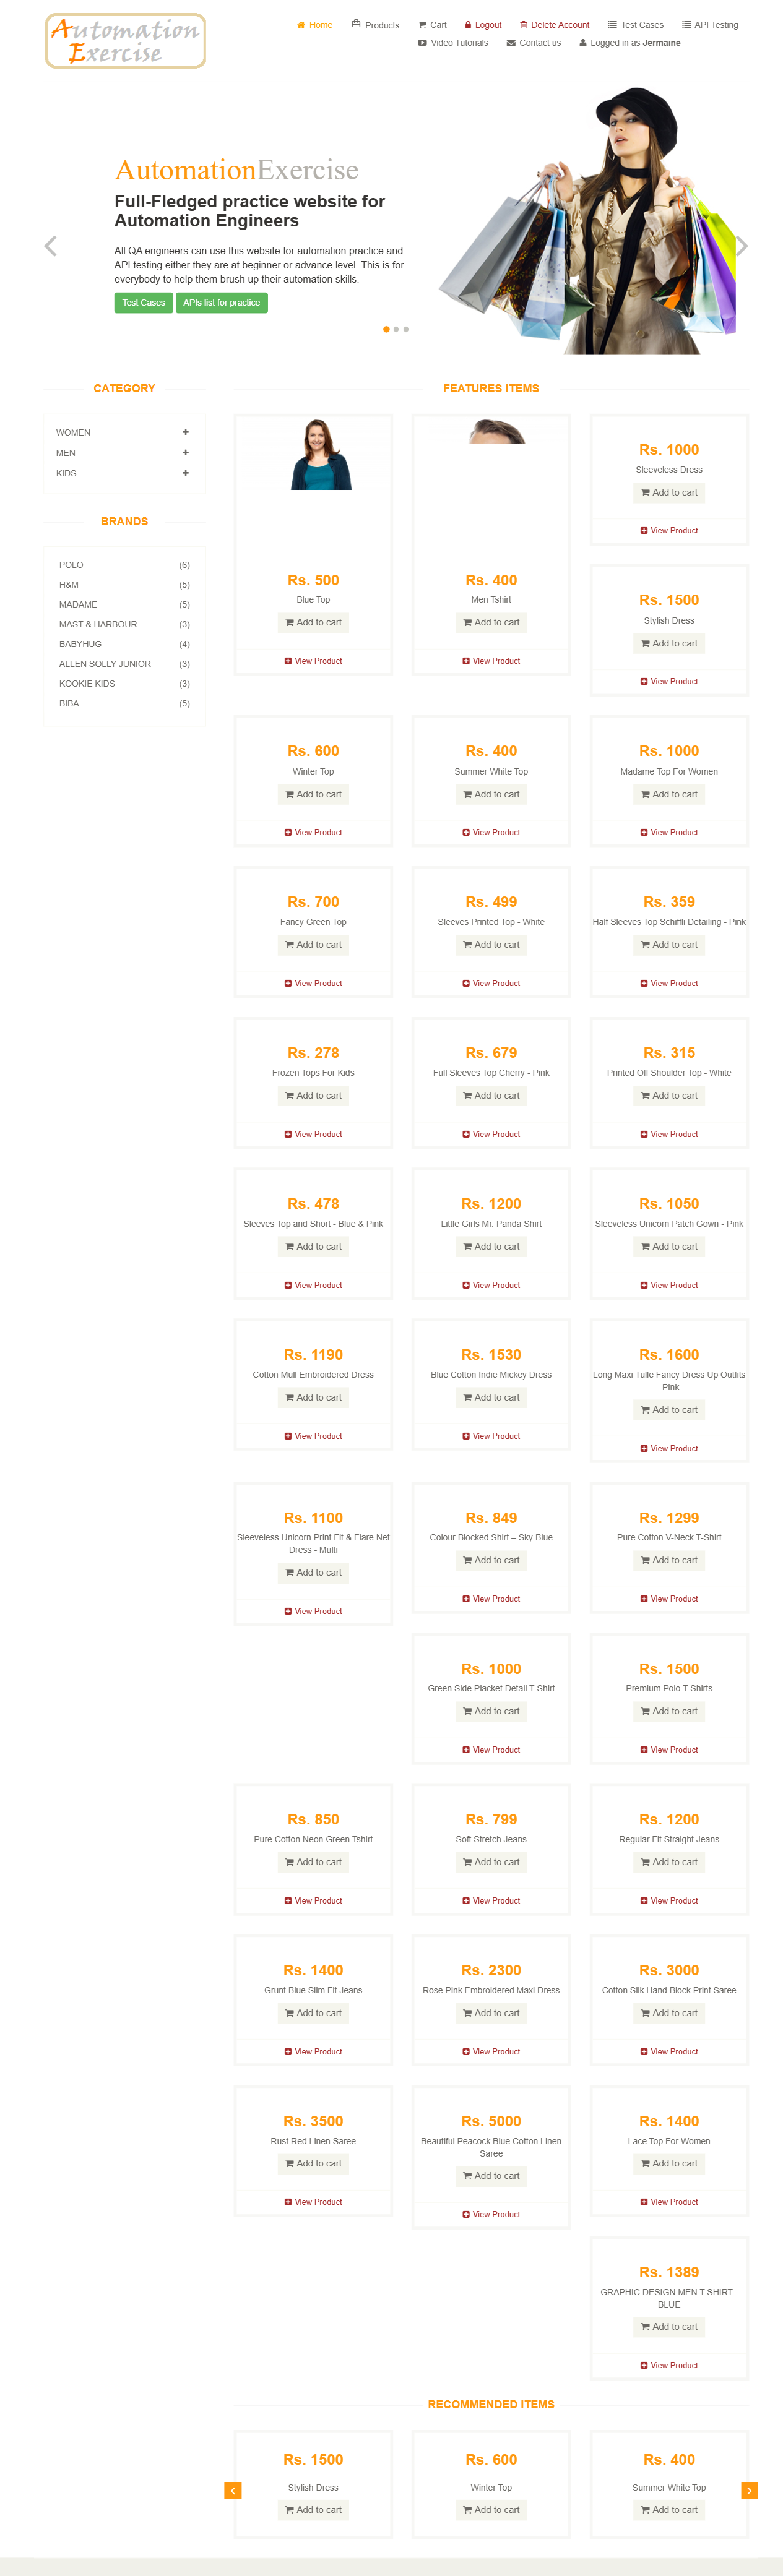 Automation
Exercise
Home
Products
Cart
Logout
Delete Account
Test Cases
API Testing
Video Tutorials
Contact us
Logged in as Jermaine
AutomationExercise
Full-Fledged practice website for
Automation Engineers
All QA engineers can use this website for automation practice and
API testing either they are at beginner or advance level. This is for
everybody to help them brush up their automation skills.
Test Cases
APIs list for practice
CATEGORY
WOMEN
MEN
KIDS
BRANDS
POLO (6)
H&M (5)
MADAME (5)
MAST & HARBOUR (3)
BABYHUG (4)
ALLEN SOLLY JUNIOR (3)
KOOKIE KIDS (3)
BIBA (5)
FEATURES ITEMS
Rs. 500
Blue Top
Add to cart
View Product
Rs. 400
Men Tshirt
Add to cart
View Product
Rs. 1000
Sleeveless Dress
Add to cart
View Product
Rs. 1500
Stylish Dress
Add to cart
View Product
Rs. 600
Winter Top
Add to cart
View Product
Rs. 400
Summer White Top
Add to cart
View Product
Rs. 1000
Madame Top For Women
Add to cart
View Product
Rs. 700
Fancy Green Top
Add to cart
View Product
Rs. 499
Sleeves Printed Top - White
Add to cart
View Product
Rs. 359
Half Sleeves Top Schiffli Detailing - Pink
Add to cart
View Product
Rs. 278
Frozen Tops For Kids
Add to cart
View Product
Rs. 679
Full Sleeves Top Cherry - Pink
Add to cart
View Product
Rs. 315
Printed Off Shoulder Top - White
Add to cart
View Product
Rs. 478
Sleeves Top and Short - Blue & Pink
Add to cart
View Product
Rs. 1200
Little Girls Mr. Panda Shirt
Add to cart
View Product
Rs. 1050
Sleeveless Unicorn Patch Gown - Pink
Add to cart
View Product
Rs. 1190
Cotton Mull Embroidered Dress
Add to cart
View Product
Rs. 1530
Blue Cotton Indie Mickey Dress
Add to cart
View Product
Rs. 1600
Long Maxi Tulle Fancy Dress Up Outfits
-Pink
Add to cart
View Product
Rs. 1100
Sleeveless Unicorn Print Fit & Flare Net
Dress - Multi
Add to cart
View Product
Rs. 849
Colour Blocked Shirt – Sky Blue
Add to cart
View Product
Rs. 1299
Pure Cotton V-Neck T-Shirt
Add to cart
View Product
Rs. 1000
Green Side Placket Detail T-Shirt
Add to cart
View Product
Rs. 1500
Premium Polo T-Shirts
Add to cart
View Product
Rs. 850
Pure Cotton Neon Green Tshirt
Add to cart
View Product
Rs. 799
Soft Stretch Jeans
Add to cart
View Product
Rs. 1200
Regular Fit Straight Jeans
Add to cart
View Product
Rs. 1400
Grunt Blue Slim Fit Jeans
Add to cart
View Product
Rs. 2300
Rose Pink Embroidered Maxi Dress
Add to cart
View Product
Rs. 3000
Cotton Silk Hand Block Print Saree
Add to cart
View Product
Rs. 3500
Rust Red Linen Saree
Add to cart
View Product
Rs. 5000
Beautiful Peacock Blue Cotton Linen
Saree
Add to cart
View Product
Rs. 1400
Lace Top For Women
Add to cart
View Product
Rs. 1389
GRAPHIC DESIGN MEN T SHIRT -
BLUE
Add to cart
View Product
RECOMMENDED ITEMS
Rs. 1500
Stylish Dress
Add to cart
Rs. 600
Winter Top
Add to cart
Rs. 400
Summer White Top
Add to cart